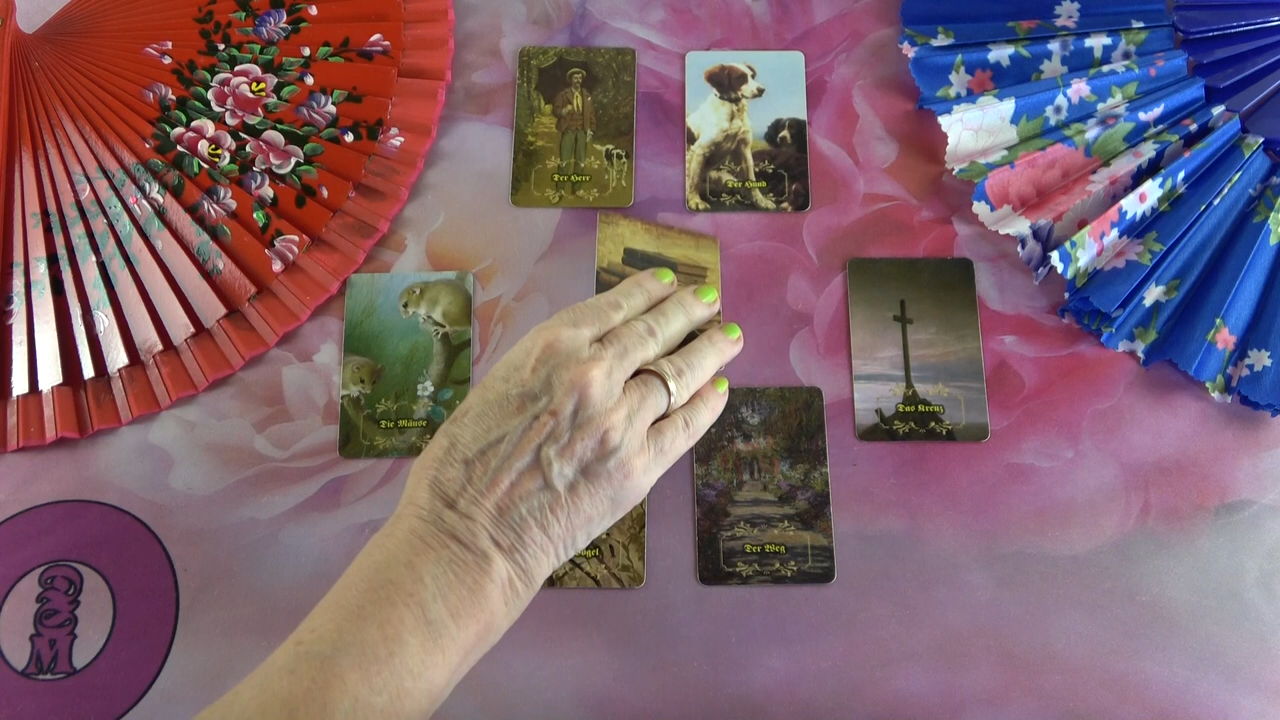 Der Herr
Der Hund
Die Mäuse
Das Kreuz
Der Weg